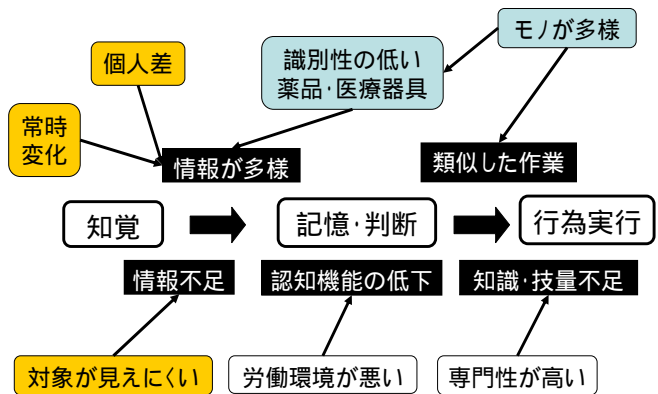 モノが多様
個人差
識別性の低い
薬品・医療器具
常時
変化
情報が多様
類似した作業
知覚
記憶・判断
行為実行
情報不足
認知機能の低下
知識・技量不足
対象が見えにくい
労働環境が悪い
専門性が高い